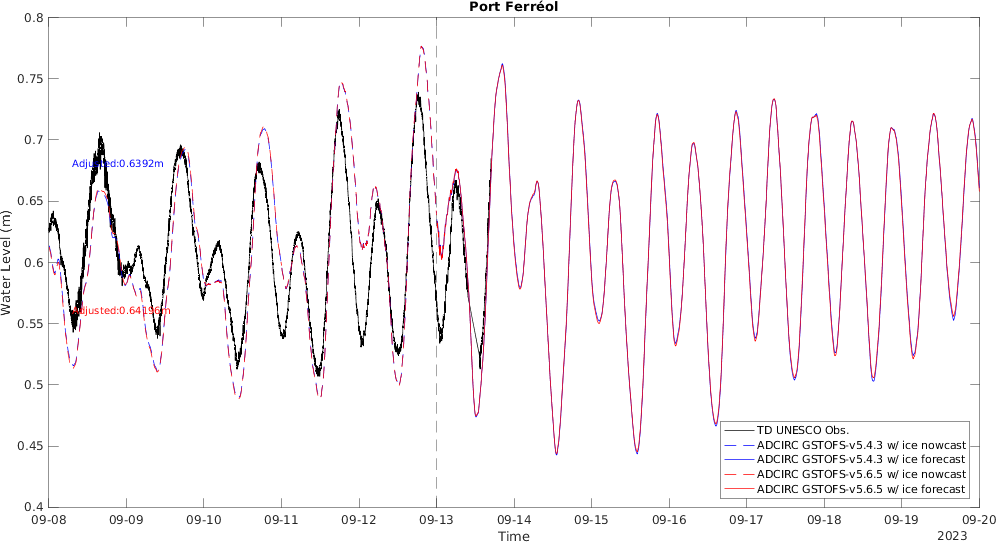 Port Ferréol
0.8
0.75
0.7
0.65
0.6
0.55
0.5
0.45
0.4
Water Level (m)
Adjusted:0.6392m
Adjusted:0.64196m
TD UNESCO Obs.
ADCIRC GSTOFS-v5.4.3 w/ ice nowcast
ADCIRC GSTOFS-v5.4.3 w/ ice forecast
ADCIRC GSTOFS-v5.6.5 w/ ice nowcast
ADCIRC GSTOFS-v5.6.5 w/ ice forecast
09-08 09-09 09-10 09-11 09-12 09-13 09-14 09-15 09-16 09-17 09-18 09-19 09-20
Time
2023